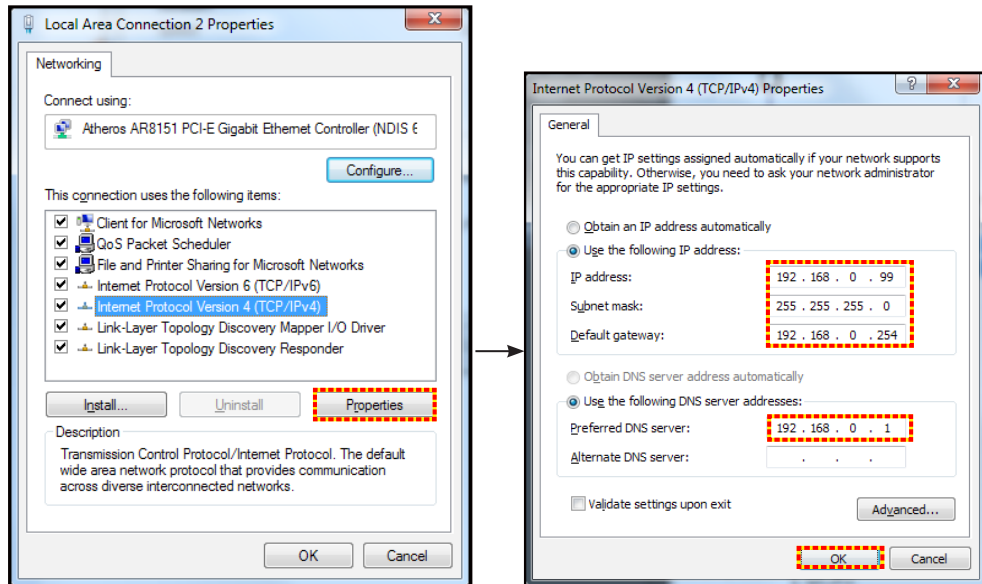 Local Area Connection 2 Properties
Networking
Connect using:
Atheros AR8151 PCI-E Gigabit Ethernet Controller (NDIS 6
Configure...
This connection uses the following items:
Client for Microsoft Networks
QoS Packet Scheduler
File and Printer Sharing for Microsoft Networks
Internet Protocol Version 6 (TCP/IPv6)
Internet Protocol Version 4 (TCP/IPv4)
Link-Layer Topology Discovery Mapper I/O Driver
Link-Layer Topology Discovery Responder
Install...
Uninstall
Properties
Description
Transmission Control Protocol/Internet Protocol. The default
wide area network protocol that provides communication
across diverse interconnected networks.
OK
Cancel
Internet Protocol Version 4 (TCP/IPv4) Properties
General
You can get IP settings assigned automatically if your network supports
this capability. Otherwise, you need to ask your network administrator
for the appropriate IP settings.
Obtain an IP address automatically
Use the following IP address:
IP address: 192 . 168 . 0 . 99
Subnet mask: 255 . 255 . 255 . 0
Default gateway: 192 . 168 . 0 . 254
Obtain DNS server address automatically
Use the following DNS server addresses:
Preferred DNS server: 192 . 168 . 0 . 1
Alternate DNS server: . . .
Validate settings upon exit
Advanced...
OK
Cancel